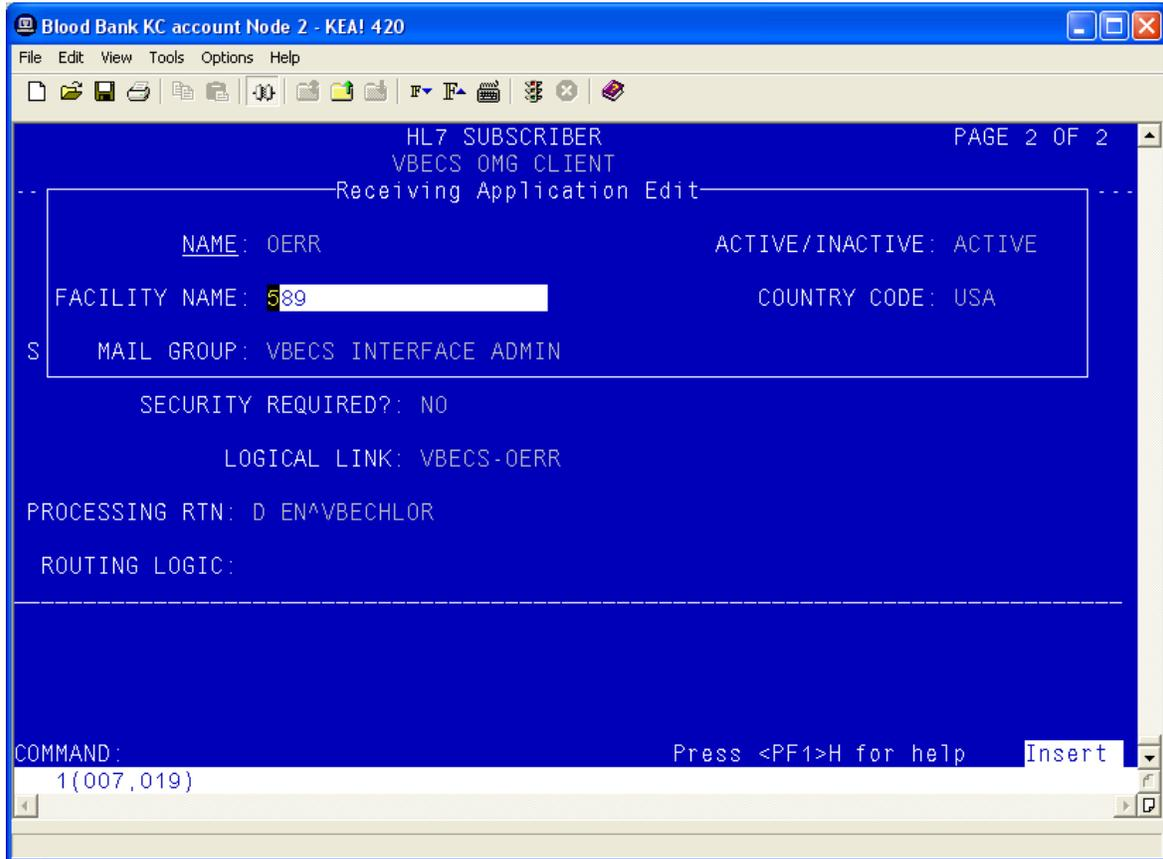 Blood Bank KC account Node 2 - KEA! 420
File Edit View Tools Options Help
HL7 SUBSCRIBER PAGE 2 OF 2
VBECS OMG CLIENT
Receiving Application Edit
NAME: OERR ACTIVE/INACTIVE: ACTIVE
FACILITY NAME: 589 COUNTRY CODE: USA
S MAIL GROUP: VBECS INTERFACE ADMIN
SECURITY REQUIRED?: NO
LOGICAL LINK: VBECS-OERR
PROCESSING RTN: D EN^VBECHLOR
ROUTING LOGIC:
COMMAND: Press <PF1>H for help Insert
1(007,019)